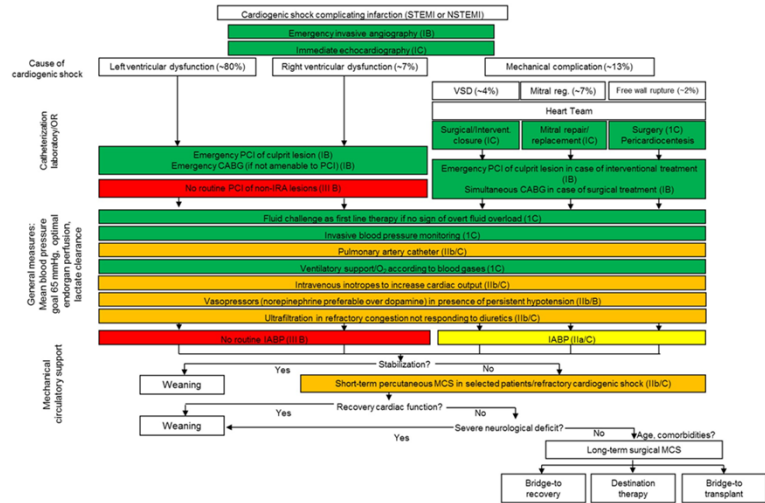 Cardiogenic shock complicating infarction (STEMI or NSTEMI)
Emergency invasive angiography (IB)
Immediate echocardiography (IC)
Cause of
cardiogenic shock
Left ventricular dysfunction (~80%)
Right ventricular dysfunction (~7%)
Mechanical complication (~13%)
VSD (~4%)
Mitral reg. (~7%)
Free wall rupture (~2%)
Heart Team
Catheterization
laboratory/OR
Surgical/Intervent.
closure (IC)
Mitral repair/
replacement (IC)
Surgery (1C)
Pericardiocentesis
Emergency PCI of culprit lesion (IB)
Emergency CABG (if not amenable to PCI) (IB)
No routine PCI of non-IRA lesions (III B)
Emergency PCI of culprit lesion in case of interventional treatment
(IB)
Simultaneous CABG in case of surgical treatment (IB)
General measures:
Mean blood pressure
goal 65 mmHg, optimal
endorgan perfusion,
lactate clearance
Fluid challenge as first line therapy if no sign of overt fluid overload (1C)
Invasive blood pressure monitoring (1C)
Pulmonary artery catheter (IIb/C)
Ventilatory support/O₂ according to blood gases (1C)
Intravenous inotropes to increase cardiac output (IIb/C)
Vasopressors (norepinephrine preferable over dopamine) in presence of persistent hypotension (IIb/B)
Ultrafiltration in refractory congestion not responding to diuretics (IIb/C)
No routine IABP (III B)
IABP (IIa/C)
Mechanical
circulatory support
Stabilization?
Yes
No
Weaning
Short-term percutaneous MCS in selected patients/refractory cardiogenic shock (IIb/C)
Recovery cardiac function?
Yes
No
Weaning
Severe neurological deficit?
Yes
No
Age, comorbidities?
Long-term surgical MCS
Bridge-to
recovery
Destination
therapy
Bridge-to
transplant